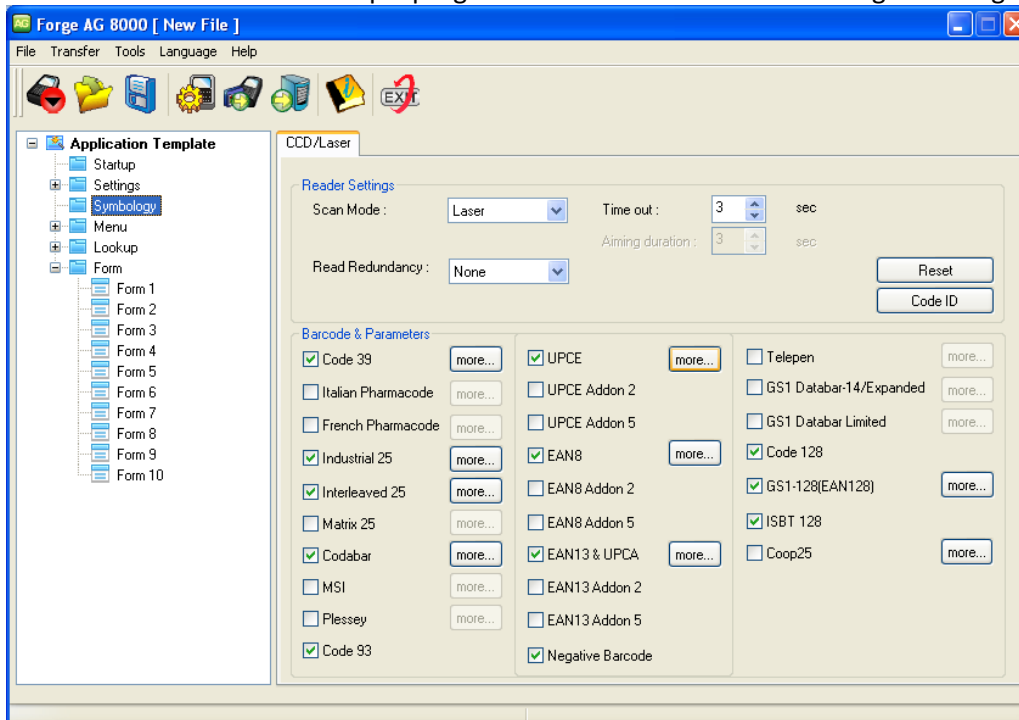 Forge AG 8000 [ New File ]
File Transfer Tools Language Help
EXIT
Application Template
Startup
Settings
Symbology
Menu
Lookup
Form
Form 1
Form 2
Form 3
Form 4
Form 5
Form 6
Form 7
Form 8
Form 9
Form 10
CCD/Laser
Reader Settings
Scan Mode : Laser Time out : 3 sec
Aiming duration : 3 sec
Read Redundancy : None
Reset
Code ID
Barcode & Parameters
Code 39 more...
Italian Pharmacode more...
French Pharmacode more...
Industrial 25 more...
Interleaved 25 more...
Matrix 25 more...
Codabar more...
MSI more...
Plessey more...
Code 93
UPCE more...
UPCE Addon 2
UPCE Addon 5
EAN8 more...
EAN8 Addon 2
EAN8 Addon 5
EAN13 & UPCA more...
EAN13 Addon 2
EAN13 Addon 5
Negative Barcode
Telepen more...
GS1 Databar-14/Expanded more...
GS1 Databar Limited more...
Code 128
GS1-128(EAN128) more...
ISBT 128
Coop25 more...